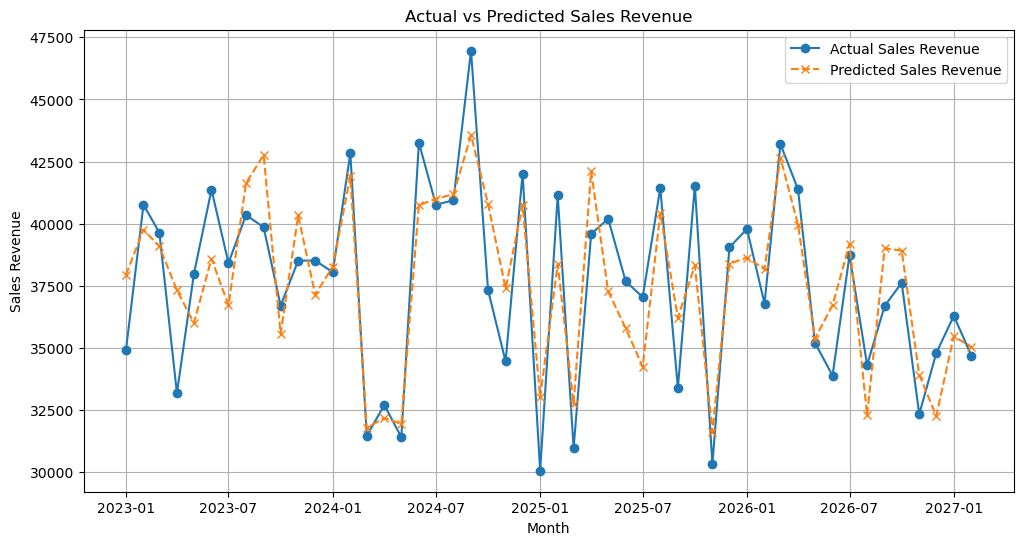 Actual vs Predicted Sales Revenue
47500
45000
42500
40000
37500
35000
32500
30000
Sales Revenue
Actual Sales Revenue
Predicted Sales Revenue
2023-01 2023-07 2024-01 2024-07 2025-01 2025-07 2026-01 2026-07 2027-01
Month